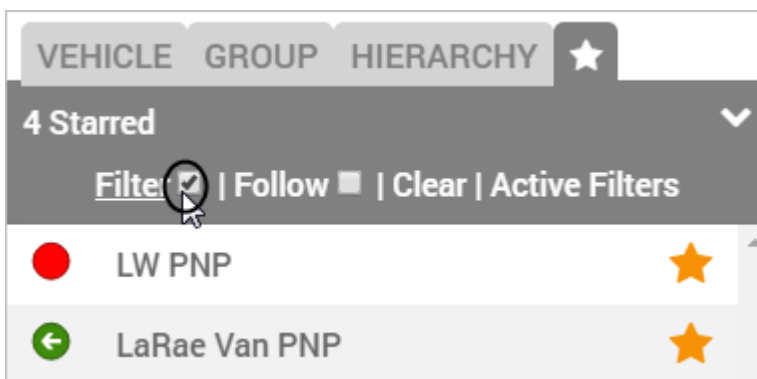 VEHICLE GROUP HIERARCHY
4 Starred
Filter | Follow | Clear | Active Filters
LW PNP
LaRae Van PNP